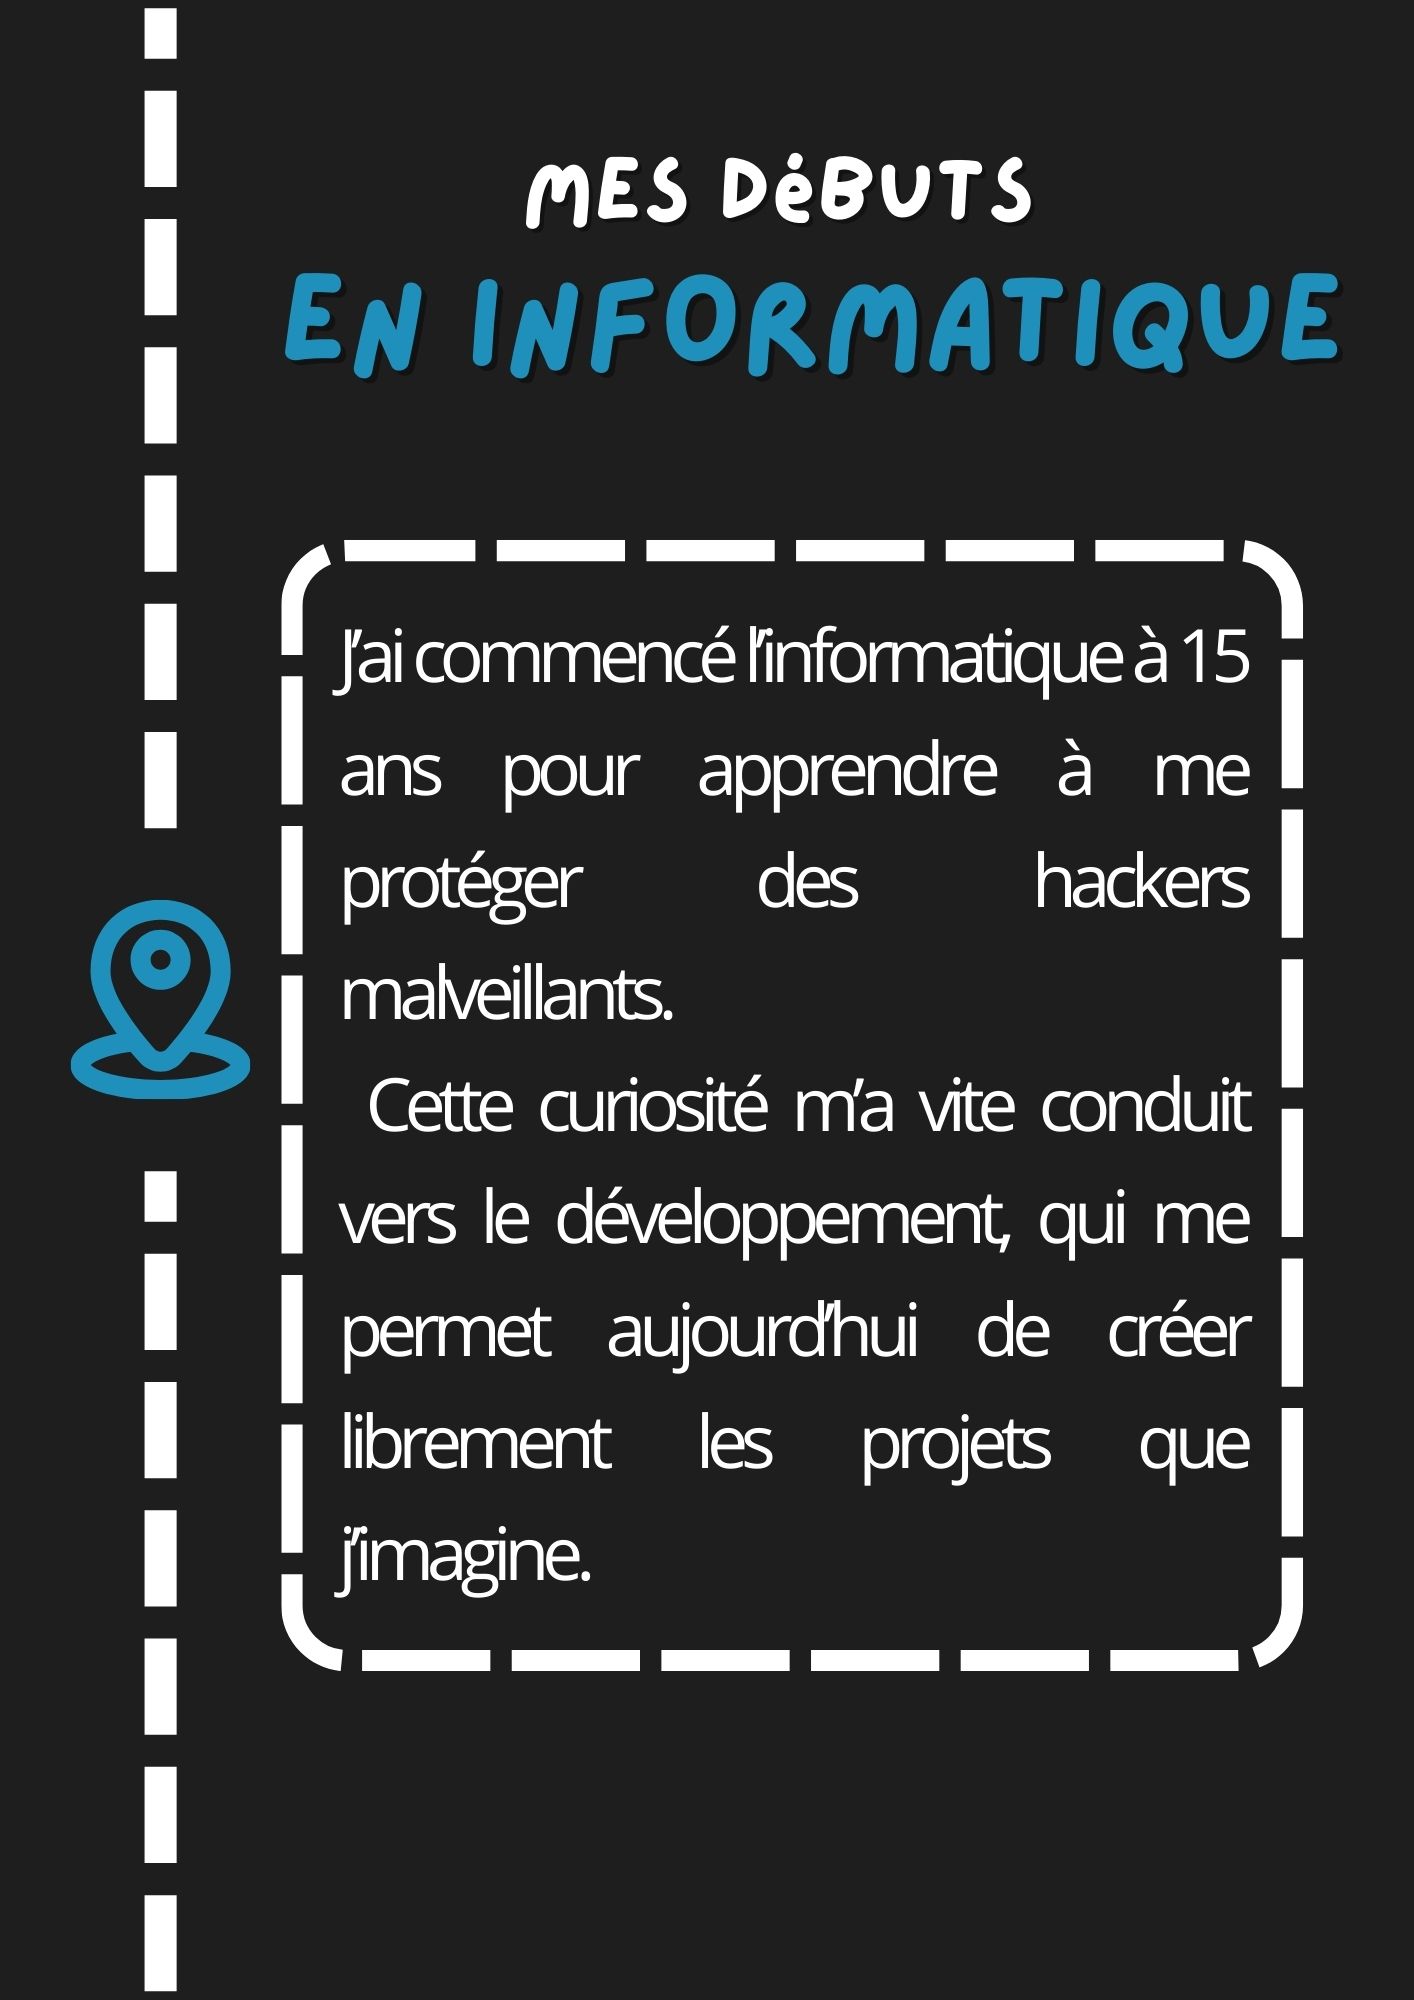 MES DéBUTS
EN INFORMATIQUE
J’ai commencé l’informatique à 15
ans pour apprendre à me
protéger des hackers
malveillants.
Cette curiosité m’a vite conduit
vers le développement, qui me
permet aujourd’hui de créer
librement les projets que
j’imagine.